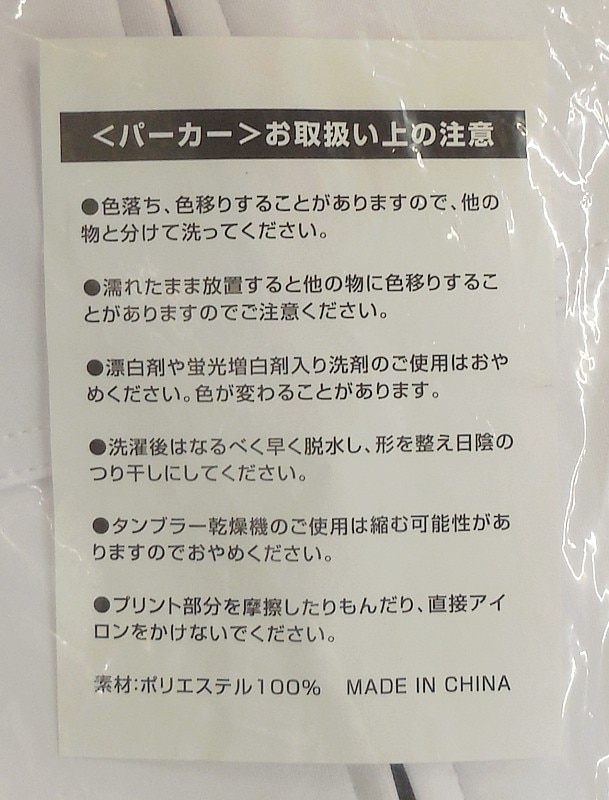 ＜パーカー＞お取扱い上の注意
●色落ち、色移りすることがありますので、他の
物と分けて洗ってください。
●濡れたまま放置すると他の物に色移りするこ
とがありますのでご注意ください。
●漂白剤や蛍光増白剤入り洗剤のご使用はおや
めください。色が変わることがあります。
●洗濯後はなるべく早く脱水し、形を整え日陰の
つり干しにしてください。
●タンブラー乾燥機のご使用は縮む可能性があ
りますのでおやめください。
●プリント部分を摩擦したりもんだり、直接アイ
ロンをかけないでください。
素材：ポリエステル100% MADE IN CHINA